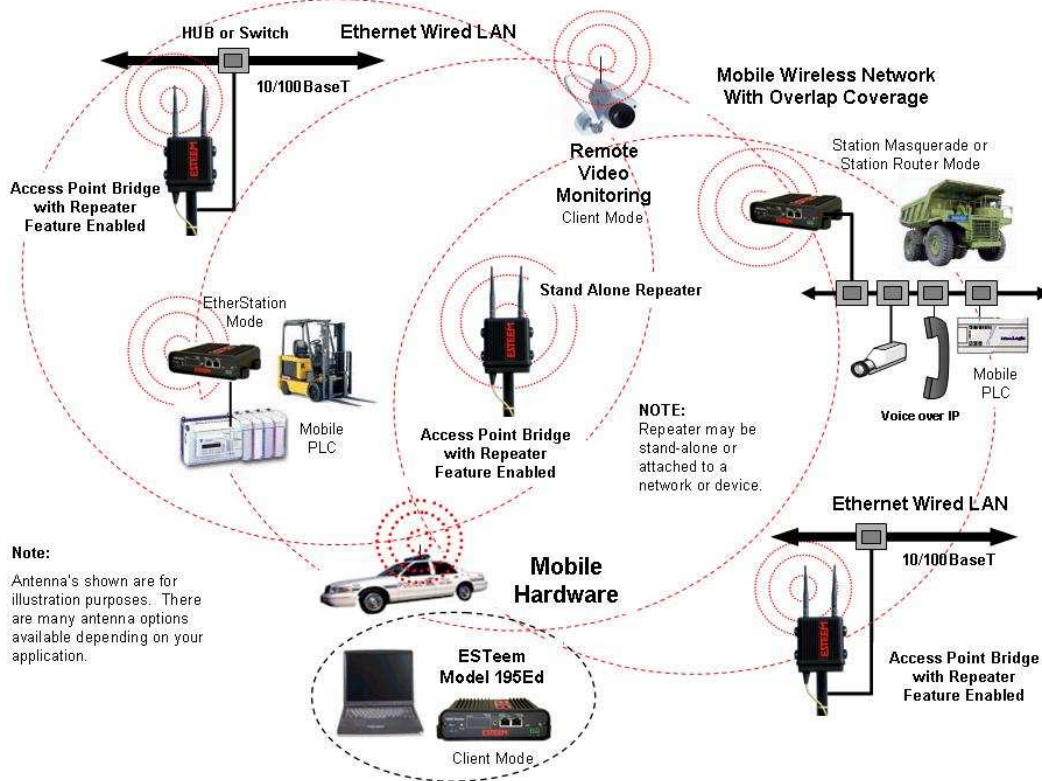 HUB or Switch
Ethernet Wired LAN
10/100BaseT
ESTEEM
Access Point Bridge
with Repeater
Feature Enabled
Remote
Video
Monitoring
Client Mode
Mobile Wireless Network
With Overlap Coverage
Station Masquerade or
Station Router Mode
EtherStation
Mode
Mobile
PLC
Stand Alone Repeater
ESTEEM
Access Point Bridge
with Repeater
Feature Enabled
NOTE:
Repeater may be
stand-alone or
attached to a
network or device.
Voice over IP
Mobile
PLC
Ethernet Wired LAN
10/100BaseT
ESTEEM
Access Point Bridge
with Repeater
Feature Enabled
Note:
Antenna's shown are for
illustration purposes. There
are many antenna options
available depending on your
application.
Mobile
Hardware
ESTeem
Model 195Ed
ESTEEM
Client Mode